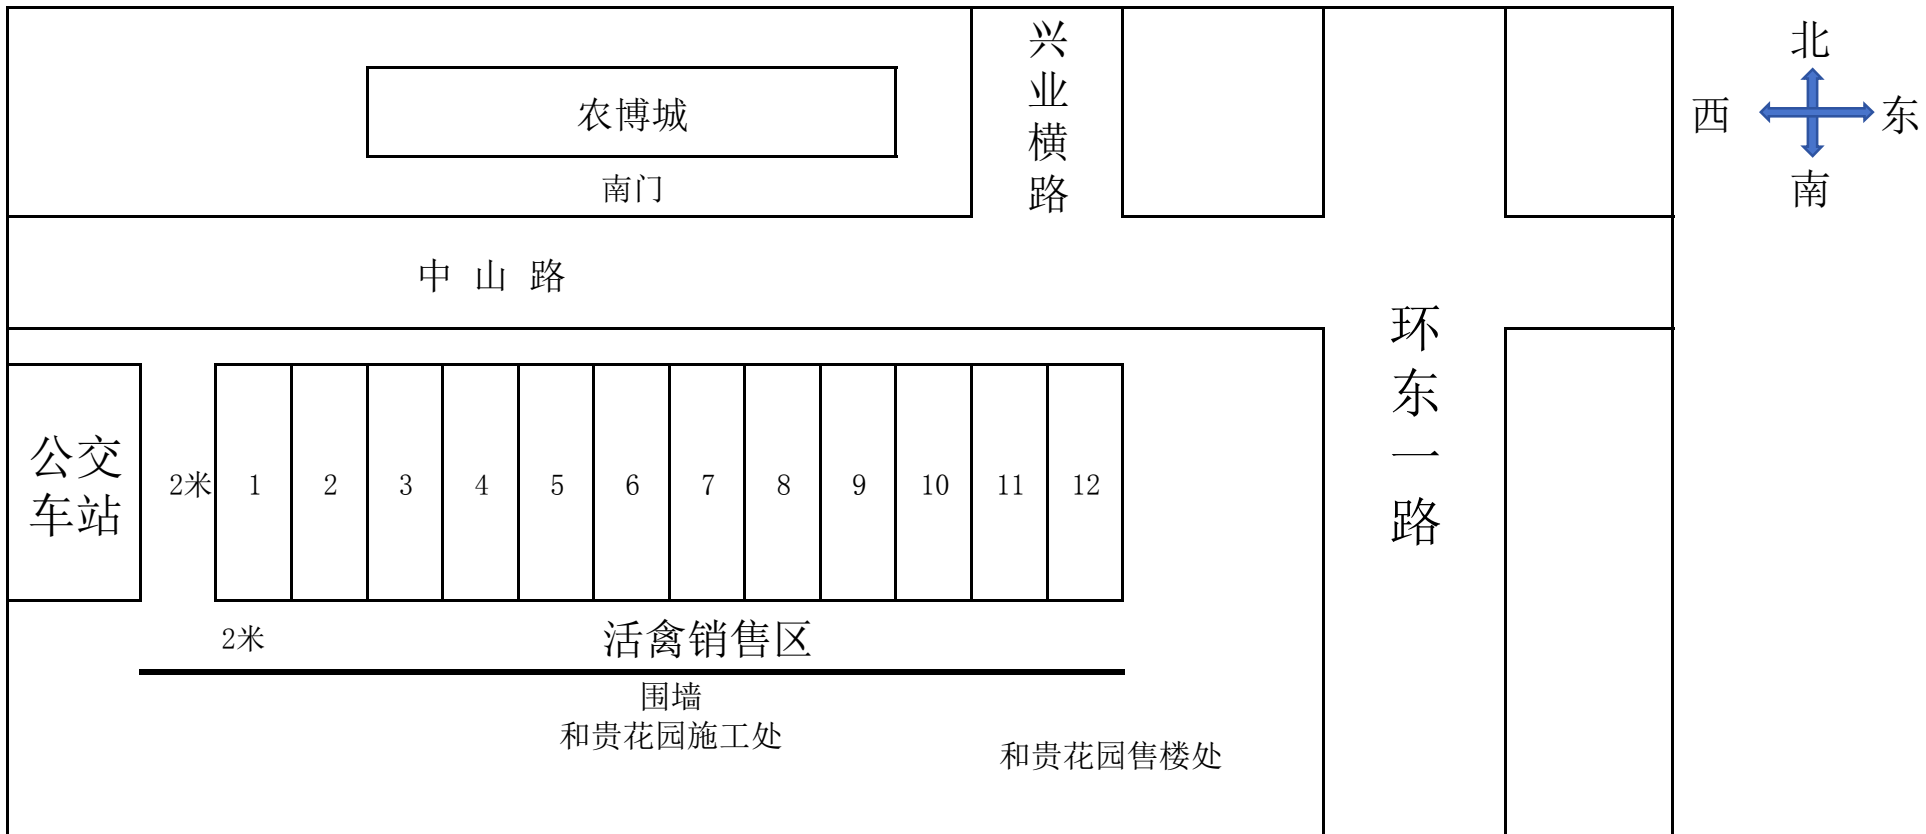 兴业横路
北
农博城
西
东
南门
南
中山路
环东一路
公交
车站
2米
1
2
3
4
5
6
7
8
9
10
11
12
2米
活禽销售区
围墙
和贵花园施工处
和贵花园售楼处